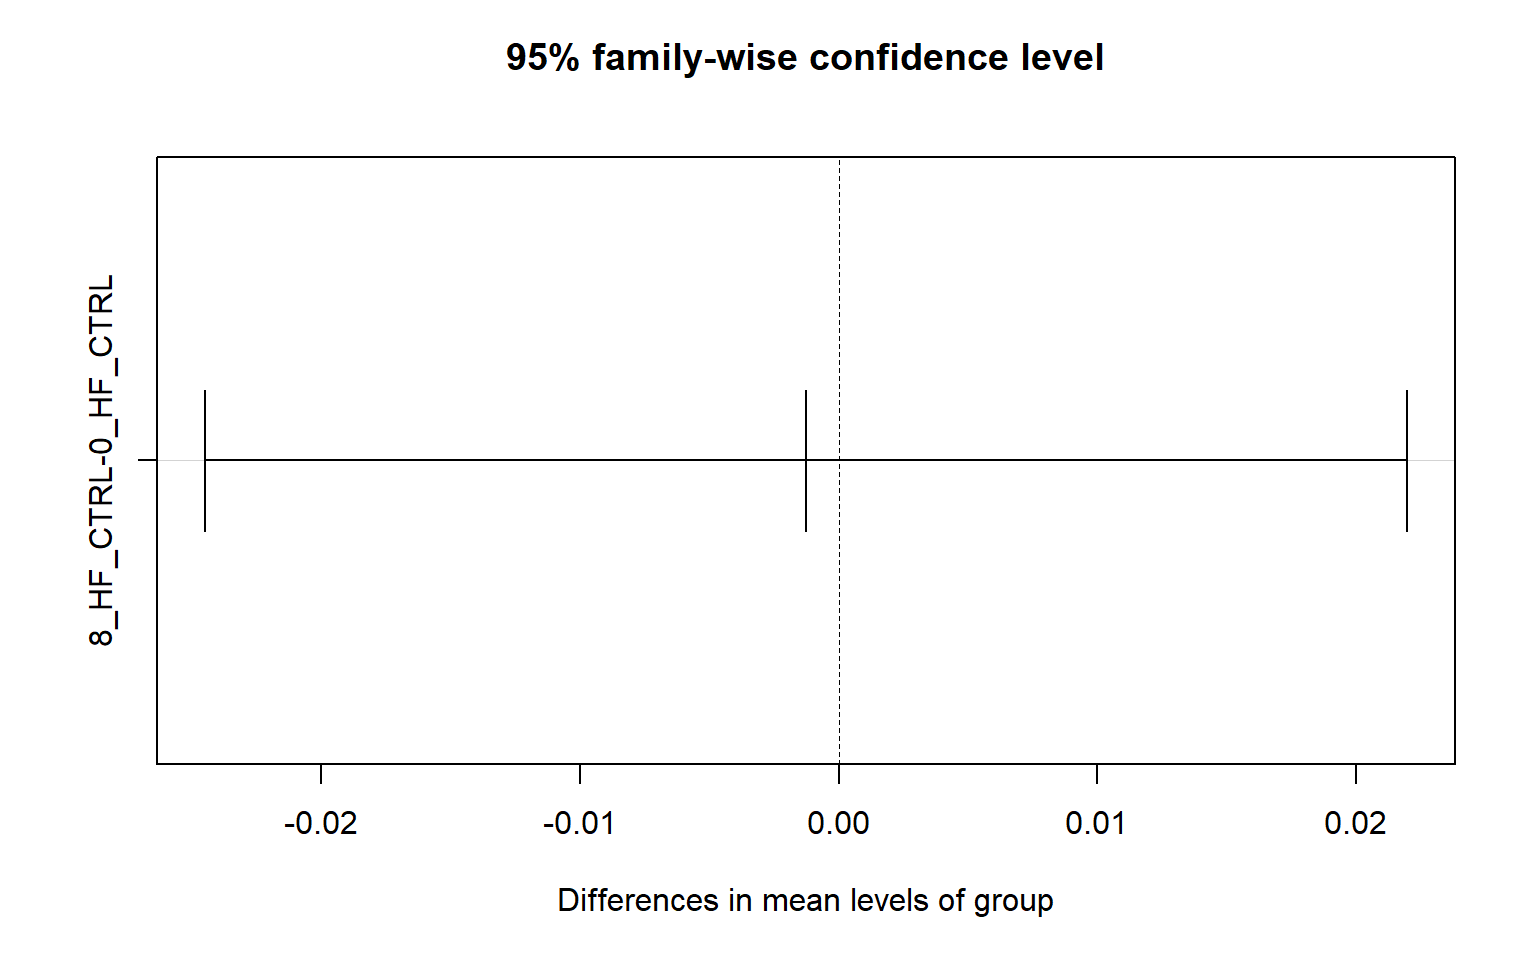 95% family-wise confidence level
8_HF_CTRL-0_HF_CTRL
-0.02 -0.01 0.00 0.01 0.02
Differences in mean levels of group